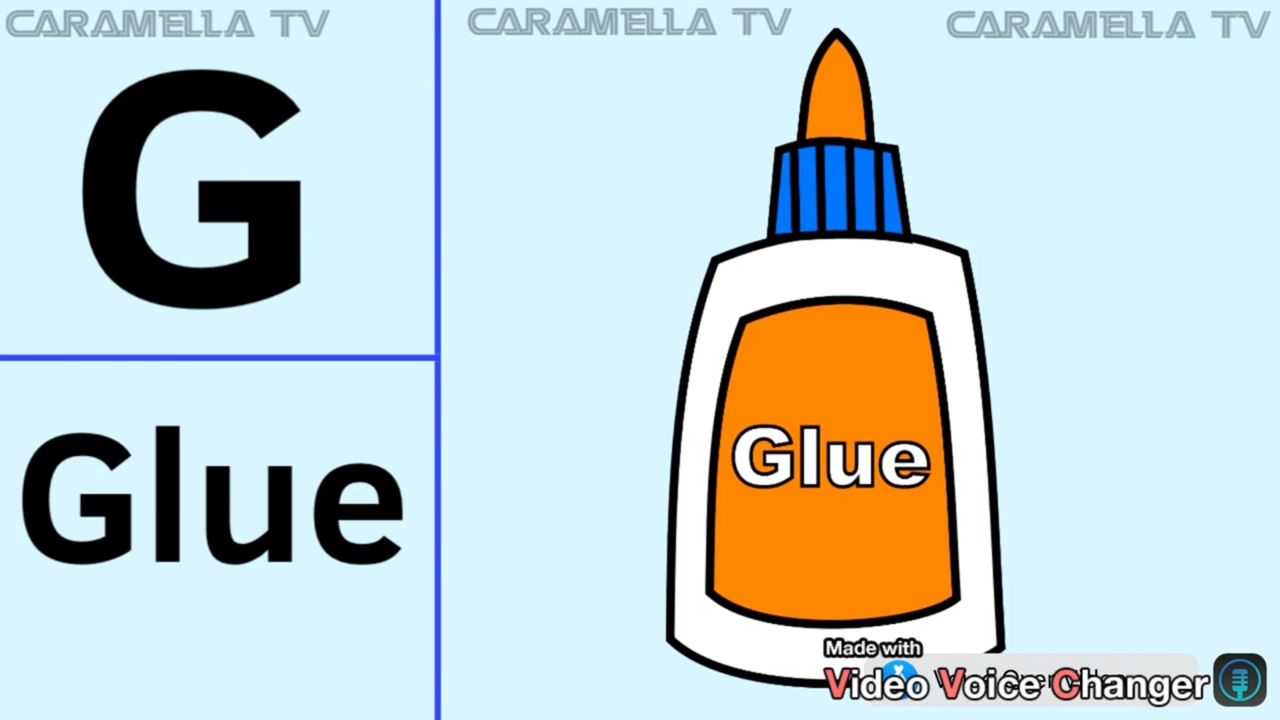 CARAMELLA TV
CARAMELLA TV
CARAMELLA TV
G
Glue
Glue
Made with
Video Voice Changer